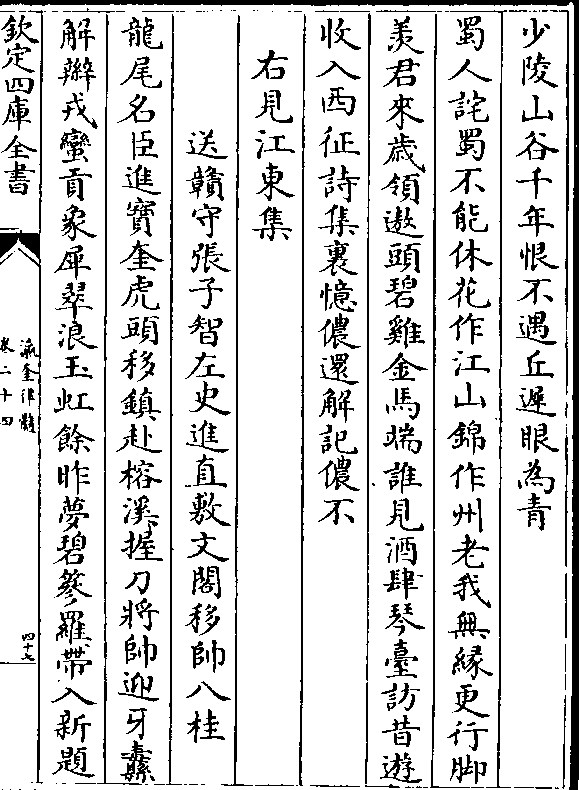 少陵山谷千年恨不遇丘遲眼為青
蜀人詫蜀不能休花作江山錦作州老我無緣更行脚
羨君來歲領遨頭碧雞金馬端誰見酒肆琴臺訪昔遊
收入西征詩集裏憶儂還解記儂不
右見江東集
送贛守張子智左史進直敷文閣移帥八桂
龍尾名臣進寶奎虎頭移鎮赴榕溪握刀將帥迎牙纛
解辮戎蠻貢象犀翠浪玉虹餘昨夢碧篸羅帶入新題
欽定四庫全書
瀛奎律髓
卷二十四
四十七